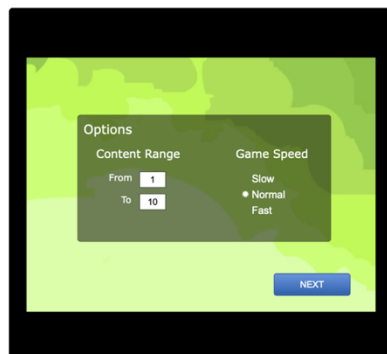 Options
Content Range
From 1
To 10
Game Speed
Slow
Normal
Fast
NEXT